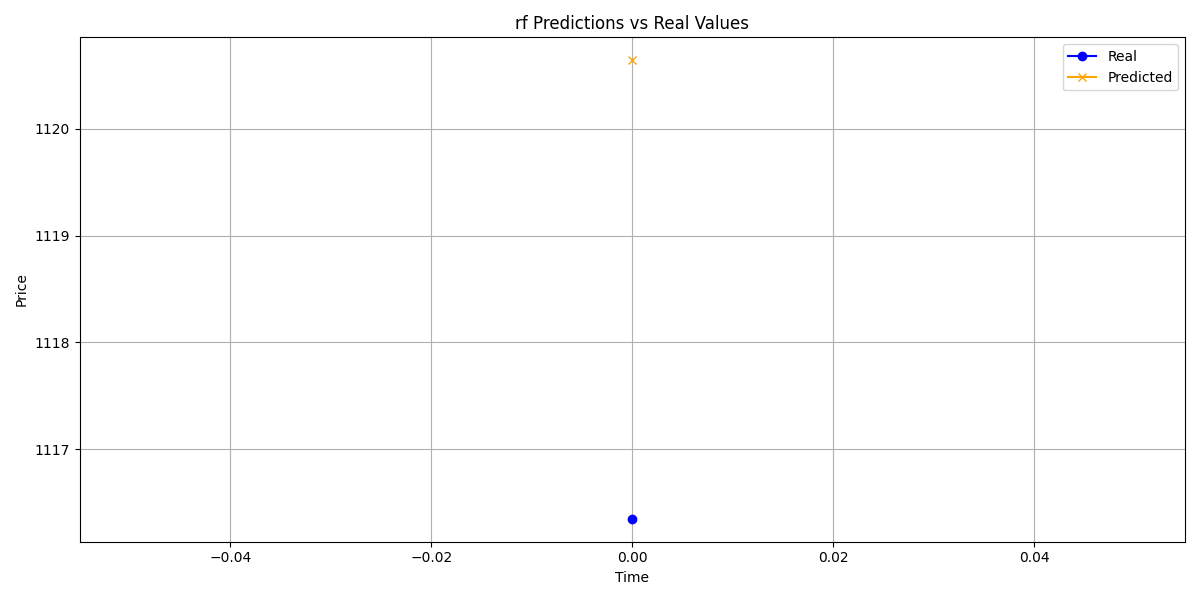 rf Predictions vs Real Values
Real
Predicted
1120
1119
1118
1117
Price
−0.04
−0.02
0.00
0.02
0.04
Time